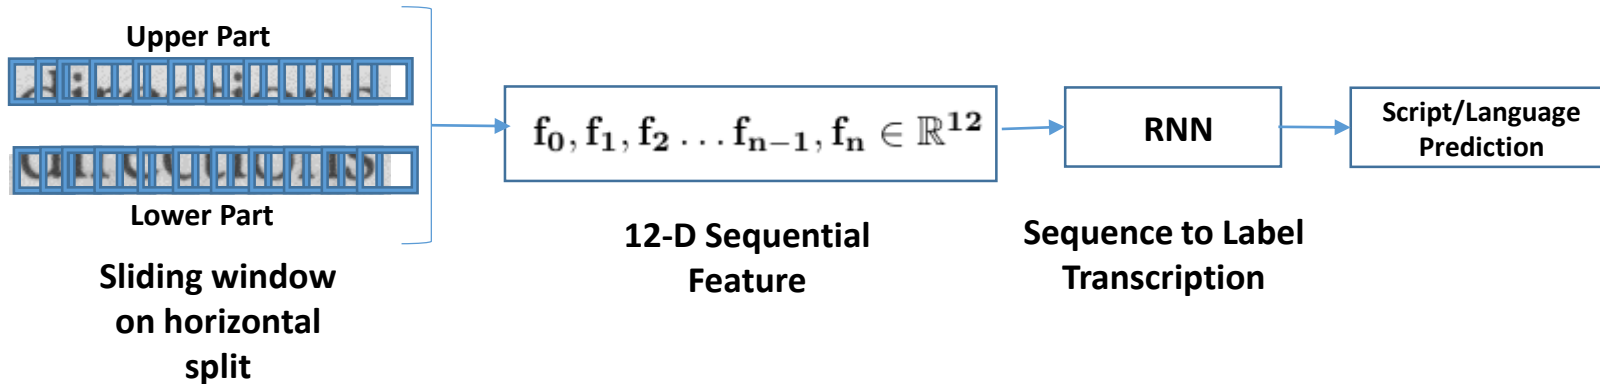 Upper Part
Lower Part
Sliding window
on horizontal
split
f₀, f₁, f₂ … fₙ₋₁, fₙ ∈ ℝ¹²
12-D Sequential
Feature
RNN
Sequence to Label
Transcription
Script/Language
Prediction